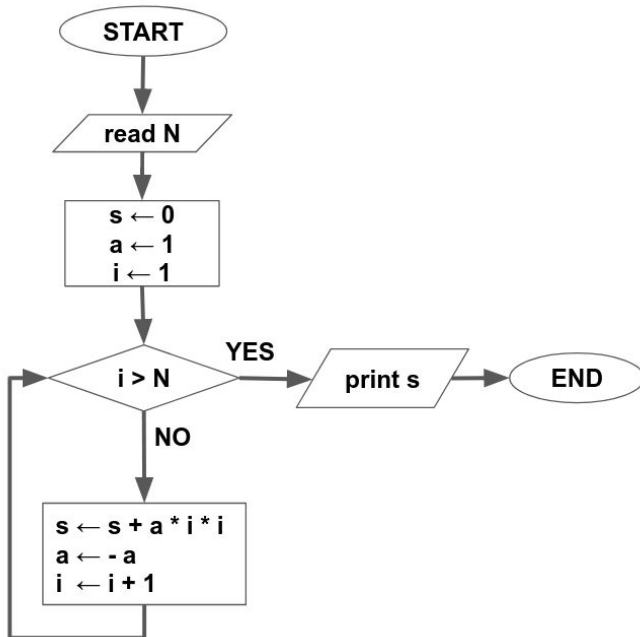 START
read N
s ← 0
a ← 1
i ← 1
i > N
YES
print s
END
NO
s ← s + a * i * i
a ← - a
i ← i + 1